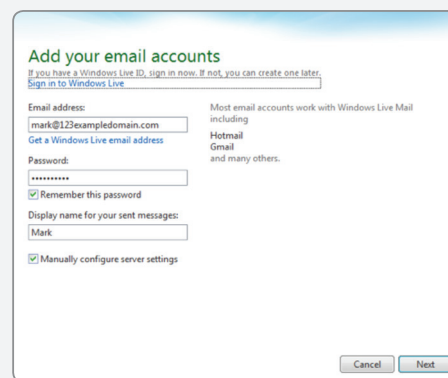 Add your email accounts
If you have a Windows Live ID, sign in now. If not, you can create one later.
Sign in to Windows Live
Email address:
mark@123exampledomain.com
Get a Windows Live email address
Password:
••••••••••
Remember this password
Display name for your sent messages:
Mark
Manually configure server settings
Most email accounts work with Windows Live Mail
including
Hotmail
Gmail
and many others.
Cancel
Next